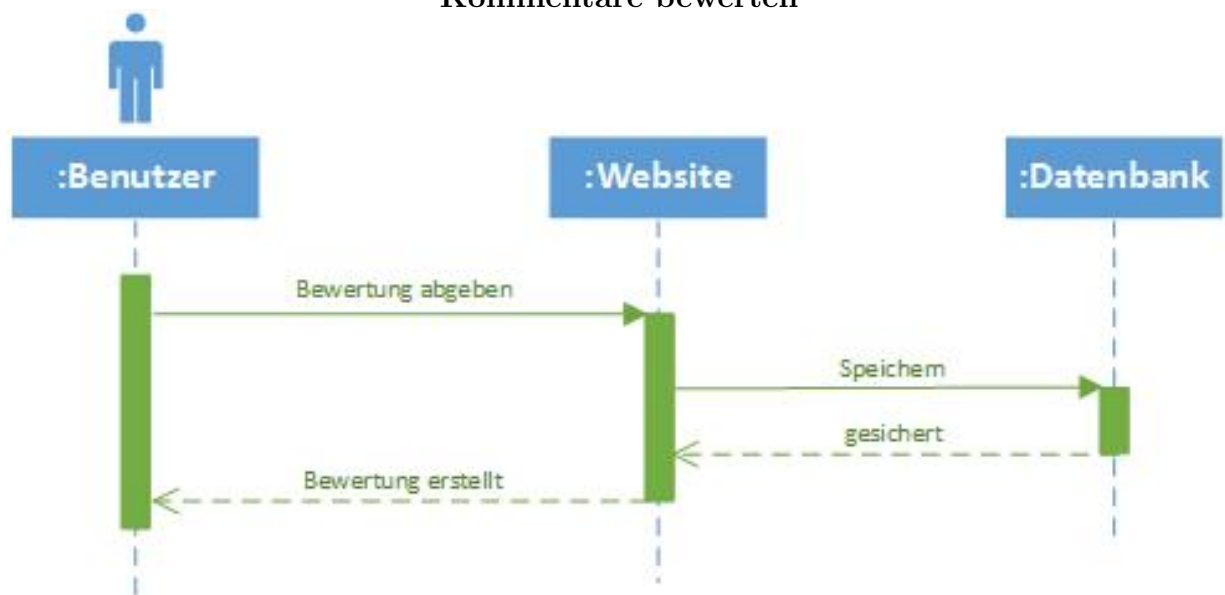 Kommentare bewerten
:Benutzer
:Website
:Datenbank
Bewertung abgeben
Speichern
gesichert
Bewertung erstellt